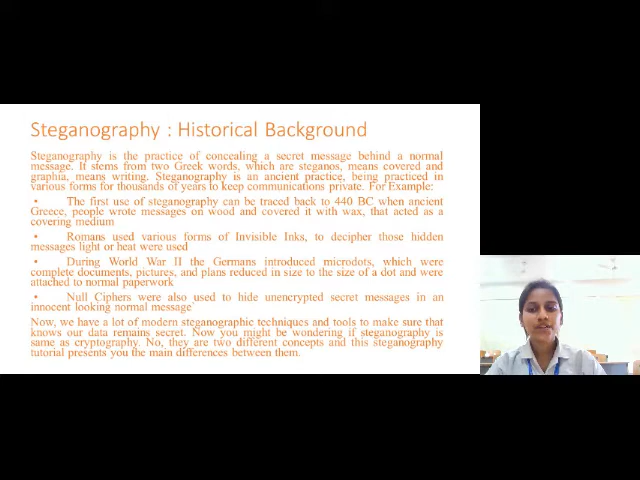 Steganography : Historical Background
Steganography is the practice of concealing a secret message behind a normal
message. It stems from two Greek words, which are steganos, means covered and
graphia, means writing. Steganography is an ancient practice, being practiced in
various forms for thousands of years to keep communications private. For Example:
• The first use of steganography can be traced back to 440 BC when ancient
Greece, people wrote messages on wood and covered it with wax, that acted as a
covering medium
• Romans used various forms of Invisible Inks, to decipher those hidden
messages light or heat were used
• During World War II the Germans introduced microdots, which were
complete documents, pictures, and plans reduced in size to the size of a dot and were
attached to normal paperwork
• Null Ciphers were also used to hide unencrypted secret messages in an
innocent looking normal message`
Now, we have a lot of modern steganographic techniques and tools to make sure that
knows our data remains secret. Now you might be wondering if steganography is
same as cryptography. No, they are two different concepts and this steganography
tutorial presents you the main differences between them.